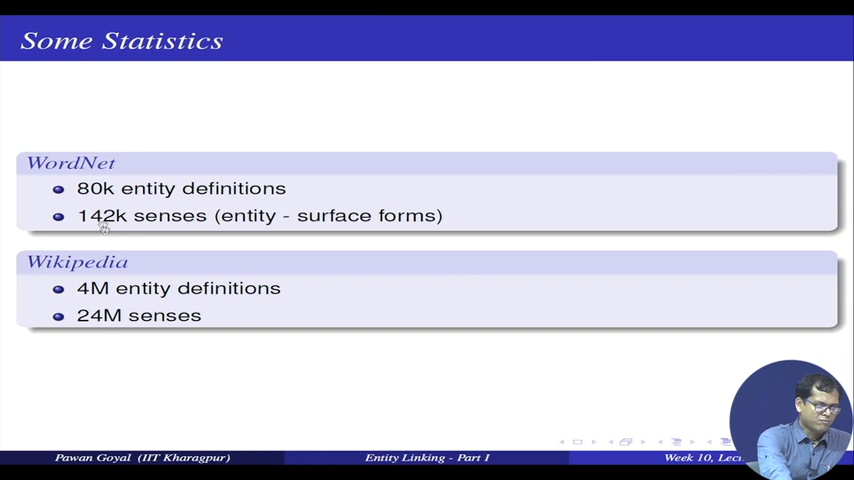 Some Statistics
WordNet
80k entity definitions
142k senses (entity - surface forms)
Wikipedia
4M entity definitions
24M senses
Pawan Goyal (IIT Kharagpur) Entity Linking - Part I Week 10,